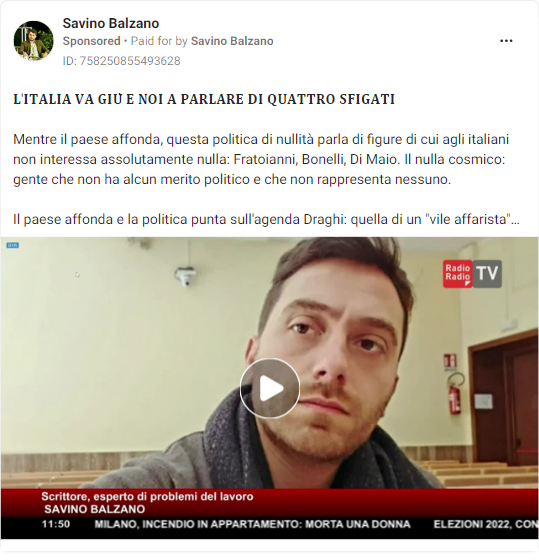 Savino Balzano
Sponsored • Paid for by Savino Balzano
ID: 758250855493628
L'ITALIA VA GIÙ E NOI A PARLARE DI QUATTRO SFIGATI
Mentre il paese affonda, questa politica di nullità parla di figure di cui agli italiani
non interessa assolutamente nulla: Fratoianni, Bonelli, Di Maio. Il nulla cosmico:
gente che non ha alcun merito politico e che non rappresenta nessuno.
Il paese affonda e la politica punta sull'agenda Draghi: quella di un "vile affarista"...
Radio
Radio TV
Scrittore, esperto di problemi del lavoro
SAVINO BALZANO
11:50 MILANO, INCENDIO IN APPARTAMENTO: MORTA UNA DONNA ELEZIONI 2022, CON